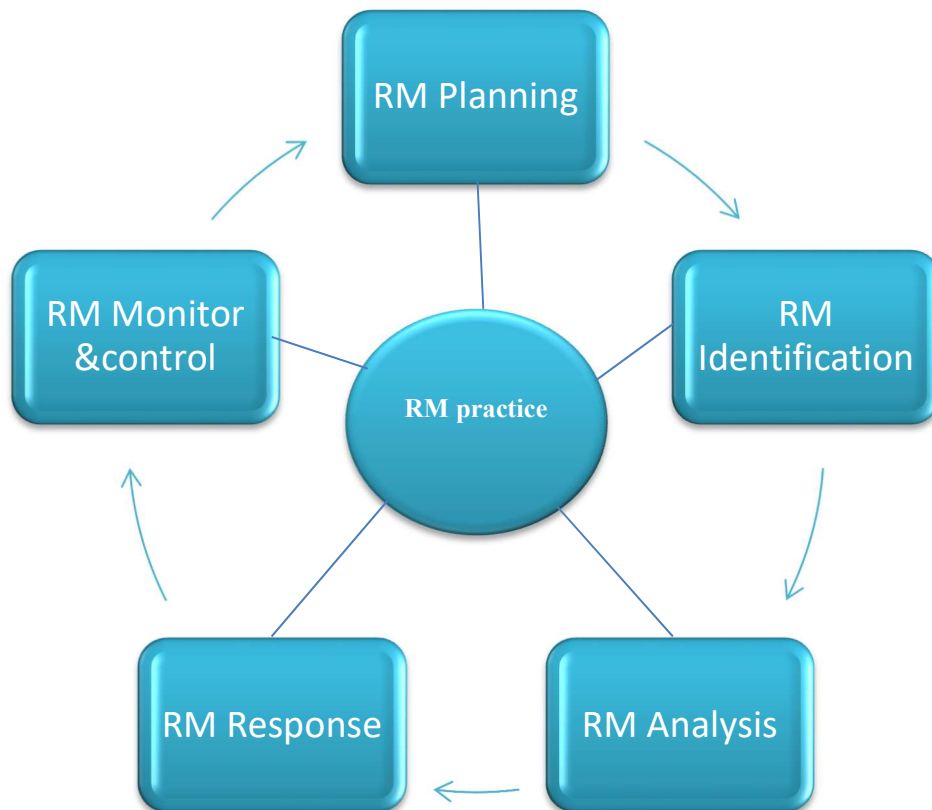 RM Planning
RM Monitor
&control
RM
Identification
RM practice
RM Response
RM Analysis